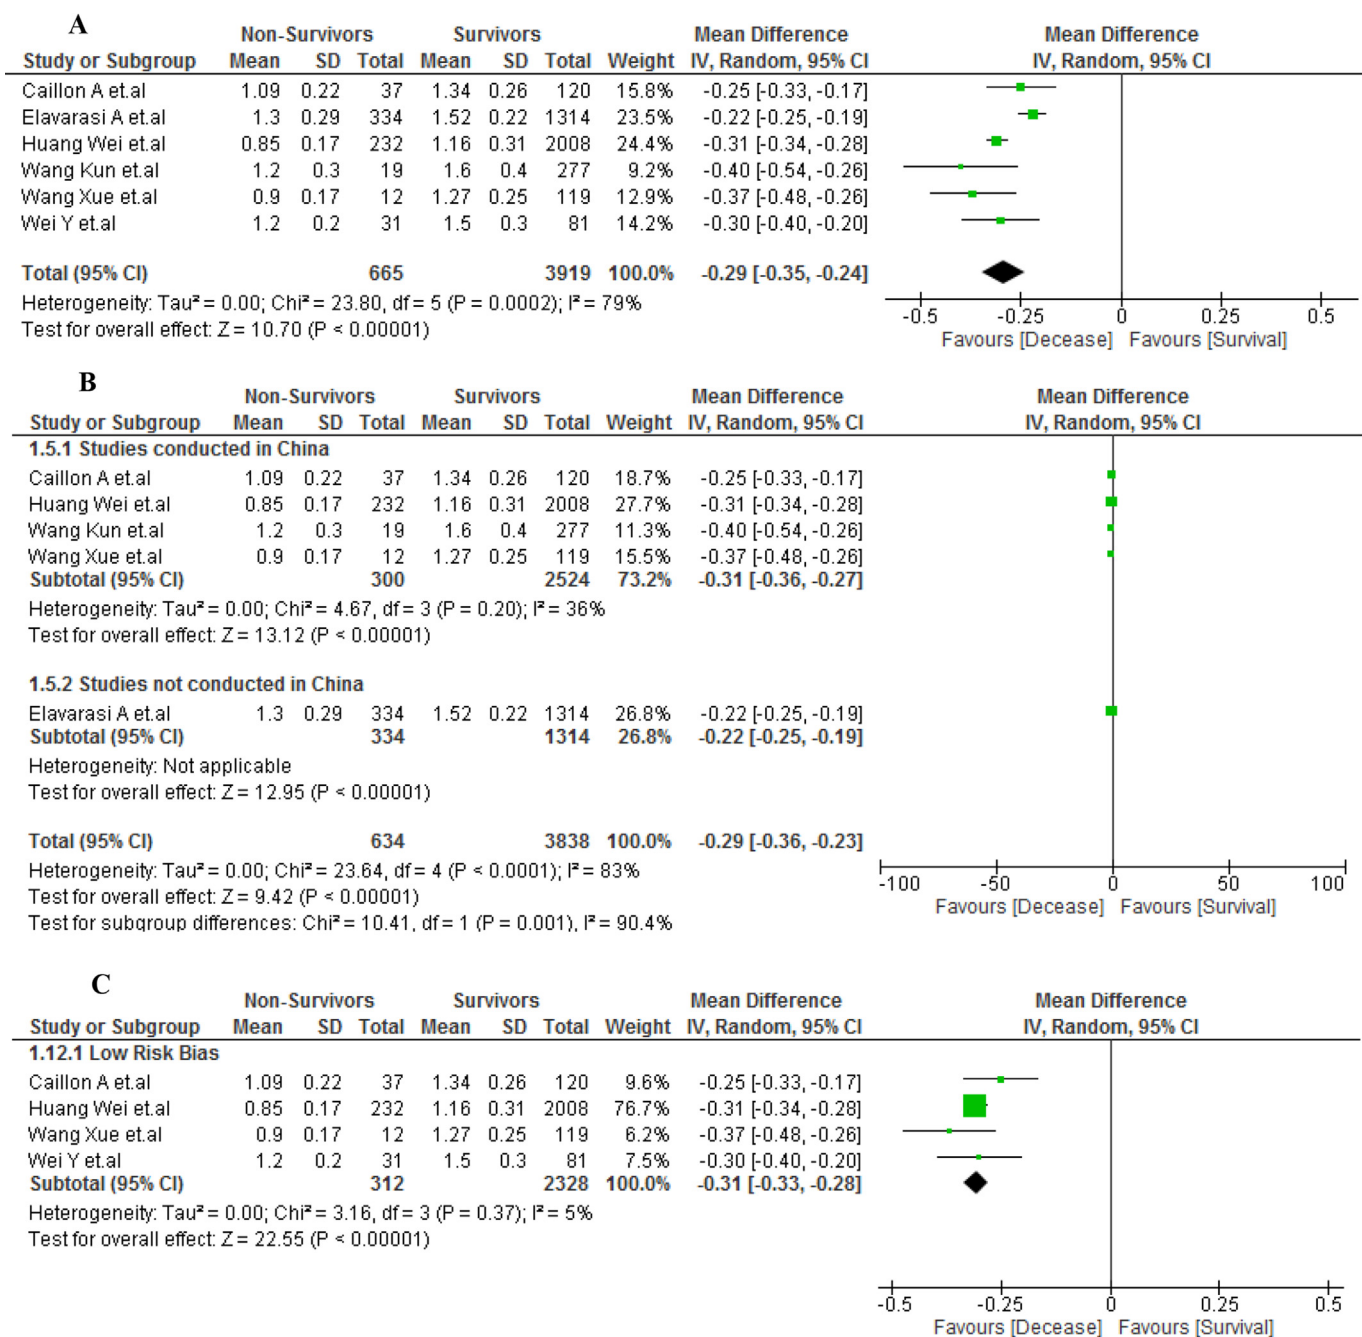 A
Non-Survivors Survivors Mean Difference Mean Difference
Study or Subgroup Mean SD Total Mean SD Total Weight IV, Random, 95% CI IV, Random, 95% CI
Caillon A et.al 1.09 0.22 37 1.34 0.26 120 15.8% -0.25 [-0.33, -0.17]
Elavarasi A et.al 1.3 0.29 334 1.52 0.22 1314 23.5% -0.22 [-0.25, -0.19]
Huang Wei et.al 0.85 0.17 232 1.16 0.31 2008 24.4% -0.31 [-0.34, -0.28]
Wang Kun et.al 1.2 0.3 19 1.6 0.4 277 9.2% -0.40 [-0.54, -0.26]
Wang Xue et.al 0.9 0.17 12 1.27 0.25 119 12.9% -0.37 [-0.48, -0.26]
Wei Y et.al 1.2 0.2 31 1.5 0.3 81 14.2% -0.30 [-0.40, -0.20]
Total (95% CI) 665 3919 100.0% -0.29 [-0.35, -0.24]
Heterogeneity: Tau² = 0.00; Chi² = 23.80, df = 5 (P = 0.0002); I² = 79%
Test for overall effect: Z = 10.70 (P < 0.00001)
-0.5 -0.25 0 0.25 0.5
Favours [Decease] Favours [Survival]
B
Non-Survivors Survivors Mean Difference Mean Difference
Study or Subgroup Mean SD Total Mean SD Total Weight IV, Random, 95% CI IV, Random, 95% CI
1.5.1 Studies conducted in China
Caillon A et.al 1.09 0.22 37 1.34 0.26 120 18.7% -0.25 [-0.33, -0.17]
Huang Wei et.al 0.85 0.17 232 1.16 0.31 2008 27.7% -0.31 [-0.34, -0.28]
Wang Kun et.al 1.2 0.3 19 1.6 0.4 277 11.3% -0.40 [-0.54, -0.26]
Wang Xue et.al 0.9 0.17 12 1.27 0.25 119 15.5% -0.37 [-0.48, -0.26]
Subtotal (95% CI) 300 2524 73.2% -0.31 [-0.36, -0.27]
Heterogeneity: Tau² = 0.00; Chi² = 4.67, df = 3 (P = 0.20); I² = 36%
Test for overall effect: Z = 13.12 (P < 0.00001)
1.5.2 Studies not conducted in China
Elavarasi A et.al 1.3 0.29 334 1.52 0.22 1314 26.8% -0.22 [-0.25, -0.19]
Subtotal (95% CI) 334 1314 26.8% -0.22 [-0.25, -0.19]
Heterogeneity: Not applicable
Test for overall effect: Z = 12.95 (P < 0.00001)
Total (95% CI) 634 3838 100.0% -0.29 [-0.36, -0.23]
Heterogeneity: Tau² = 0.00; Chi² = 23.64, df = 4 (P < 0.0001); I² = 83%
Test for overall effect: Z = 9.42 (P < 0.00001)
Test for subgroup differences: Chi² = 10.41, df = 1 (P = 0.001), I² = 90.4%
-100 -50 0 50 100
Favours [Decease] Favours [Survival]
C
Non-Survivors Survivors Mean Difference Mean Difference
Study or Subgroup Mean SD Total Mean SD Total Weight IV, Random, 95% CI IV, Random, 95% CI
1.12.1 Low Risk Bias
Caillon A et.al 1.09 0.22 37 1.34 0.26 120 9.6% -0.25 [-0.33, -0.17]
Huang Wei et.al 0.85 0.17 232 1.16 0.31 2008 76.7% -0.31 [-0.34, -0.28]
Wang Xue et.al 0.9 0.17 12 1.27 0.25 119 6.2% -0.37 [-0.48, -0.26]
Wei Y et.al 1.2 0.2 31 1.5 0.3 81 7.5% -0.30 [-0.40, -0.20]
Subtotal (95% CI) 312 2328 100.0% -0.31 [-0.33, -0.28]
Heterogeneity: Tau² = 0.00; Chi² = 3.16, df = 3 (P = 0.37); I² = 5%
Test for overall effect: Z = 22.55 (P < 0.00001)
-0.5 -0.25 0 0.25 0.5
Favours [Decease] Favours [Survival]